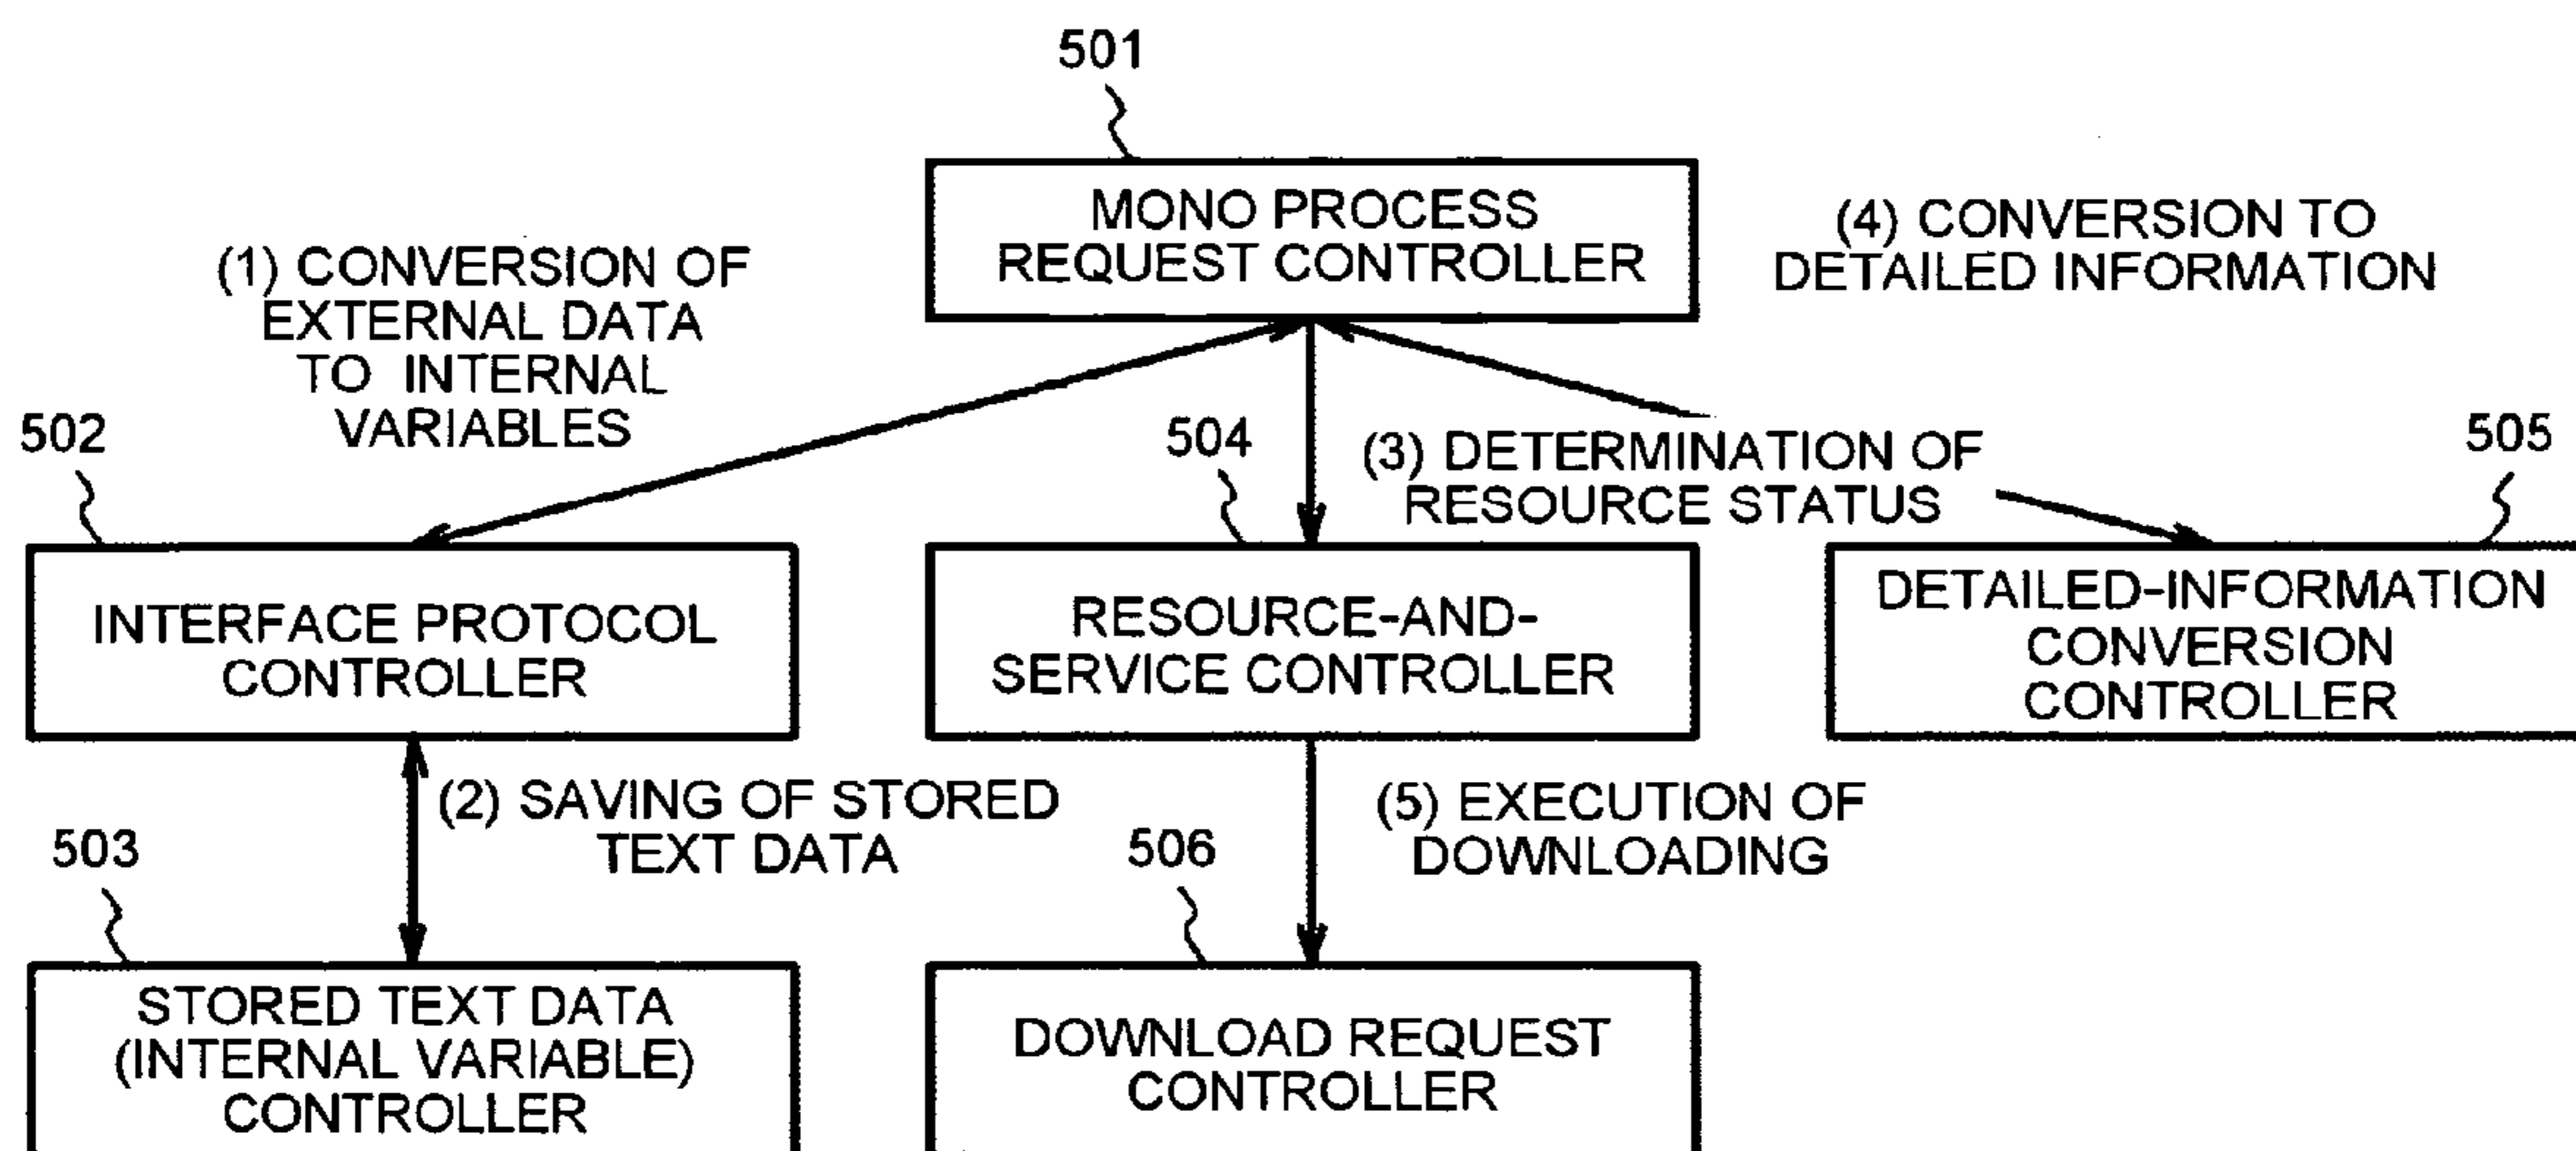 501
MONO PROCESS
REQUEST CONTROLLER
(1) CONVERSION OF
EXTERNAL DATA
TO INTERNAL
VARIABLES
(4) CONVERSION TO
DETAILED INFORMATION
502
504
(3) DETERMINATION OF
RESOURCE STATUS
505
INTERFACE PROTOCOL
CONTROLLER
RESOURCE-AND-
SERVICE CONTROLLER
DETAILED-INFORMATION
CONVERSION
CONTROLLER
(2) SAVING OF STORED
TEXT DATA
(5) EXECUTION OF
DOWNLOADING
503
506
STORED TEXT DATA
(INTERNAL VARIABLE)
CONTROLLER
DOWNLOAD REQUEST
CONTROLLER